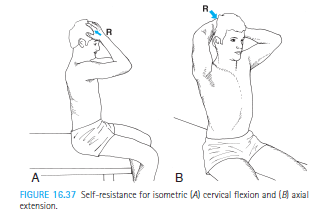 R
R
A
B
FIGURE 16.37 Self-resistance for isometric (A) cervical flexion and (B) axial
extension.